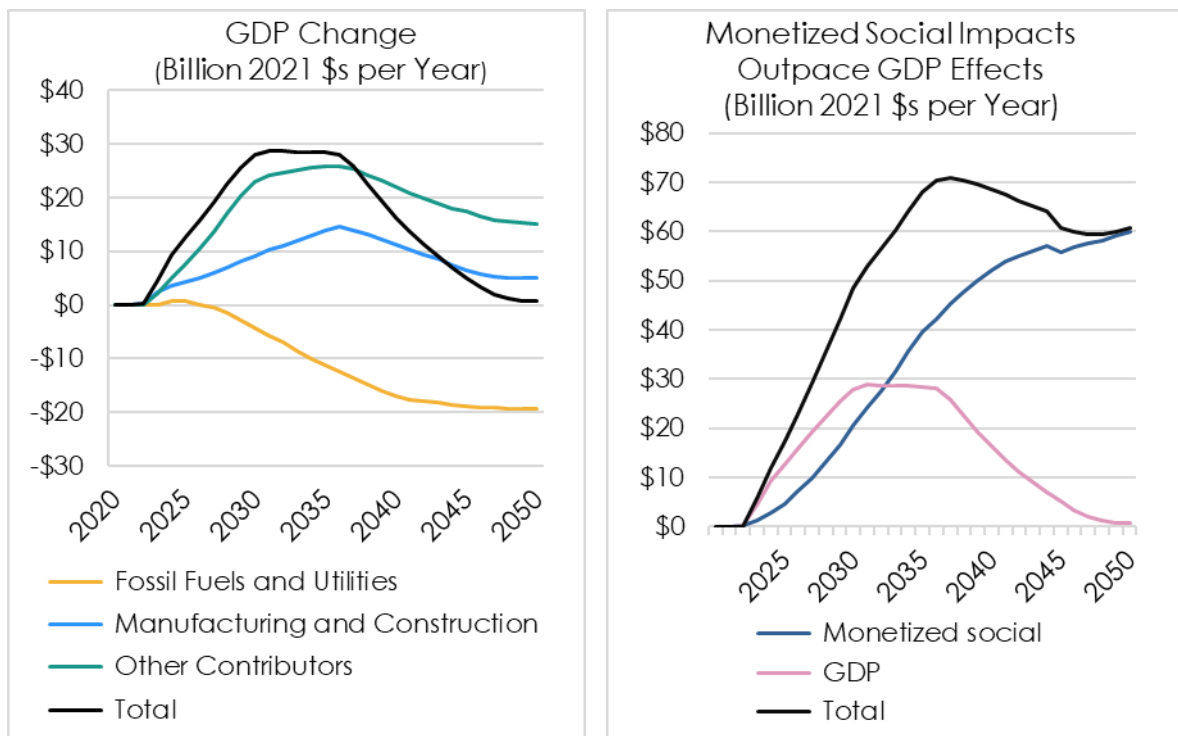 GDP Change
(Billion 2021 $s per Year)
$40
$30
$20
$10
$0
-$10
-$20
-$30
2020
2025
2030
2035
2040
2045
2050
Fossil Fuels and Utilities
Manufacturing and Construction
Other Contributors
Total
Monetized Social Impacts
Outpace GDP Effects
(Billion 2021 $s per Year)
$80
$70
$60
$50
$40
$30
$20
$10
$0
2025
2030
2035
2040
2045
2050
Monetized social
GDP
Total